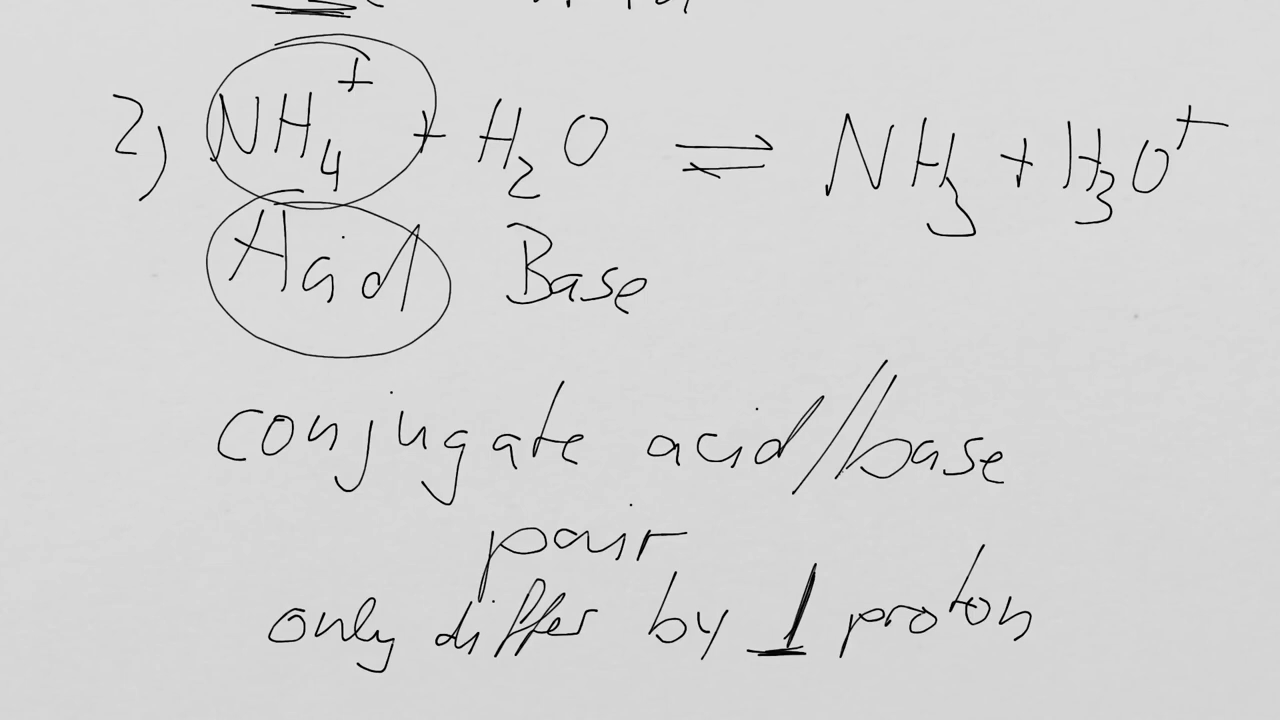 2) NH₄⁺ + H₂O ⇌ NH₃ + H₃O⁺
Acid Base
conjugate acid/base
pair
only differ by 1 proton